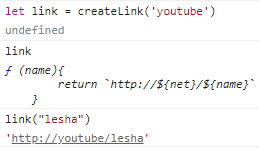 let link = createLink('youtube')
undefined
link
ƒ (name){
        return `http://${net}/${name}`
    }
link("lesha")
'http://youtube/lesha'